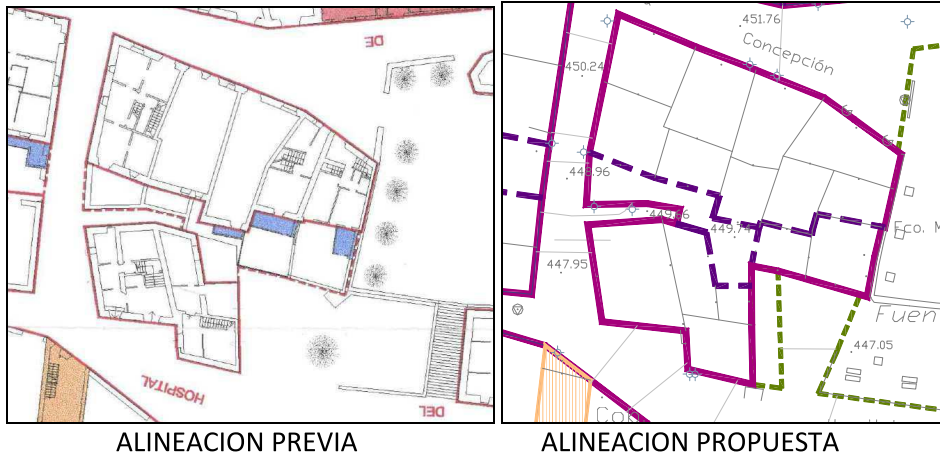 DE
HOSPITAL
DEL
ALINEACION PREVIA
451.76
Concepción
450.24
448.96
449.66
449.74
Fco. M
447.95
Fuen
447.05
ALINEACION PROPUESTA